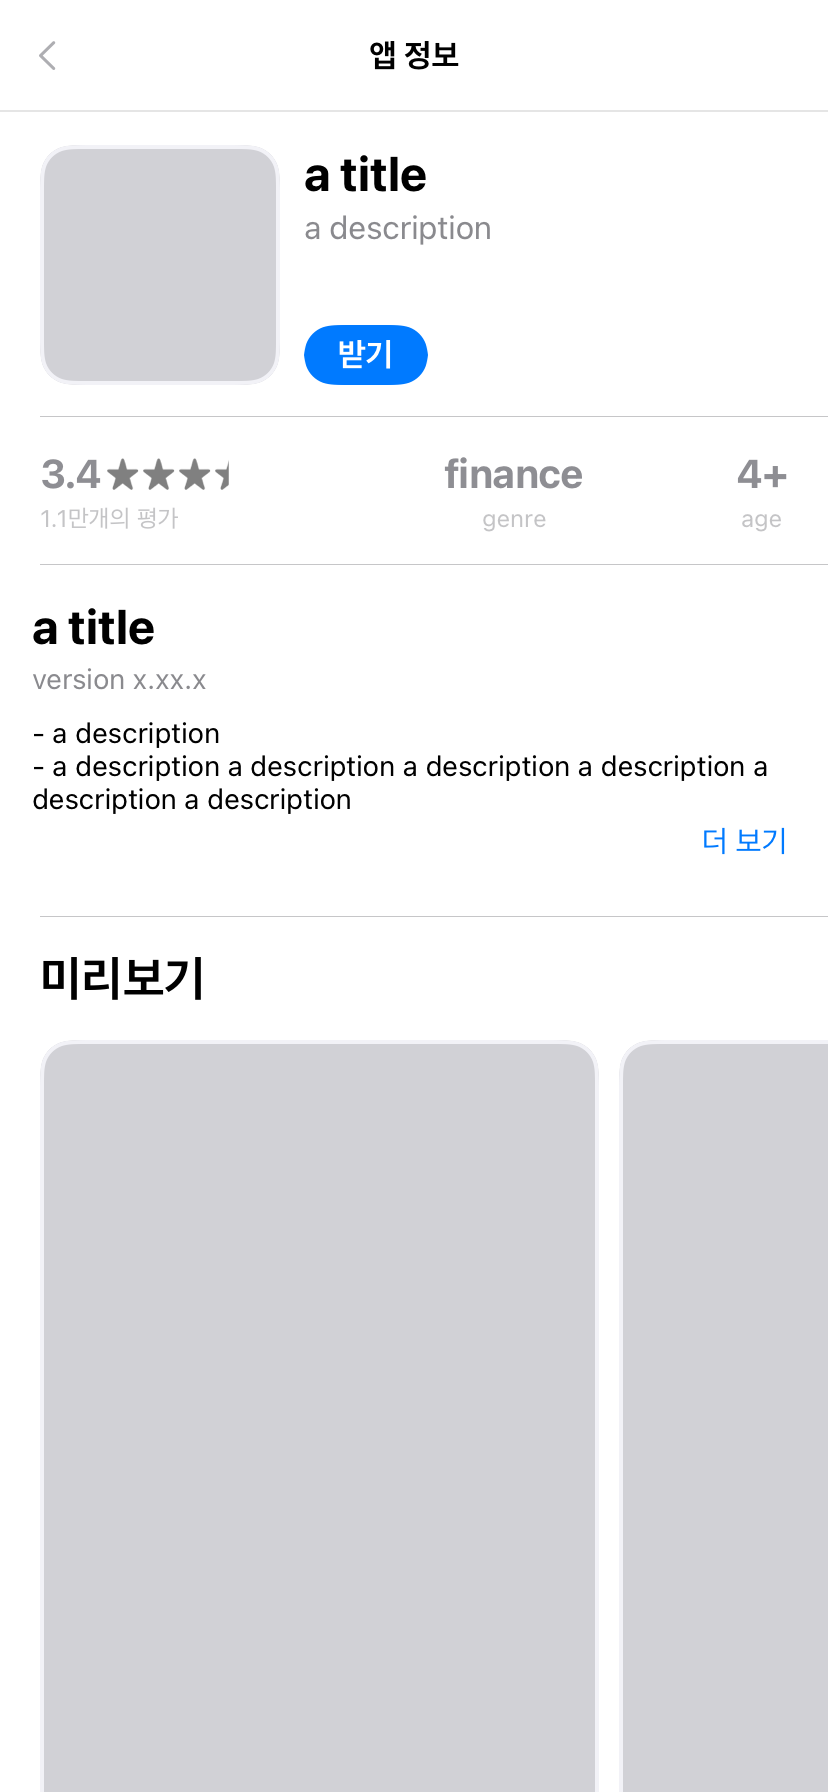 앱 정보
a title
a description
받기
3.4★★★
finance
4+
1.1만개의 평가
genre
age
a title
version x.xx.x
- a description
- a description a description a description a description a
description a description
더 보기
미리보기